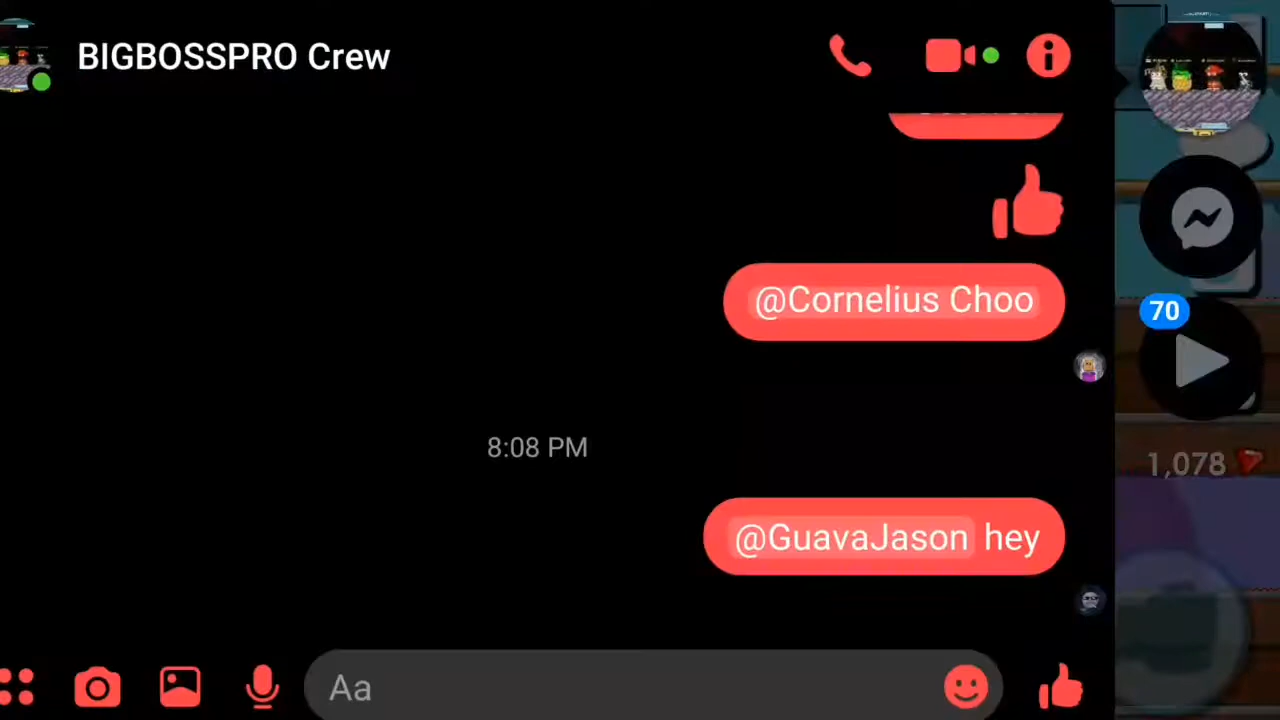 BIGBOSSPRO Crew
@Cornelius Choo
70
1,078
8:08 PM
@GuavaJason hey
Aa